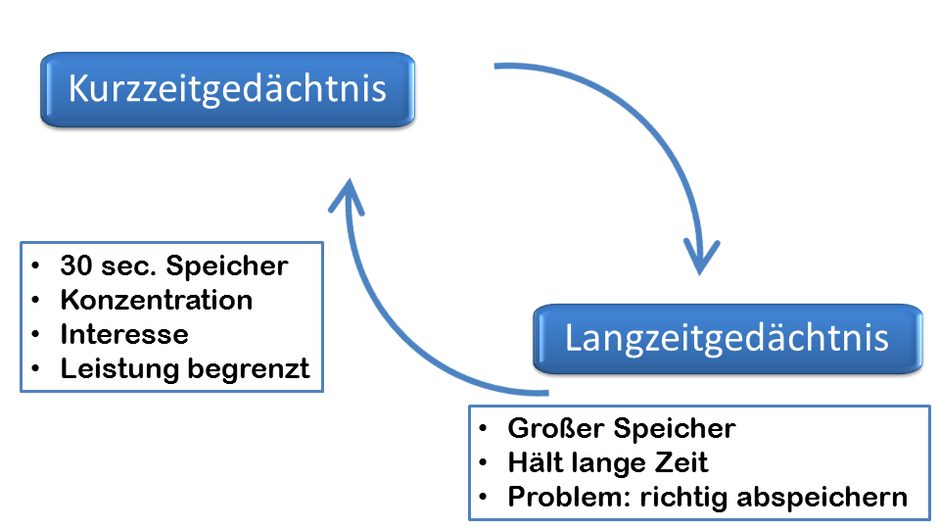 Kurzzeitgedächtnis
• 30 sec. Speicher
• Konzentration
• Interesse
• Leistung begrenzt
Langzeitgedächtnis
• Großer Speicher
• Hält lange Zeit
• Problem: richtig abspeichern